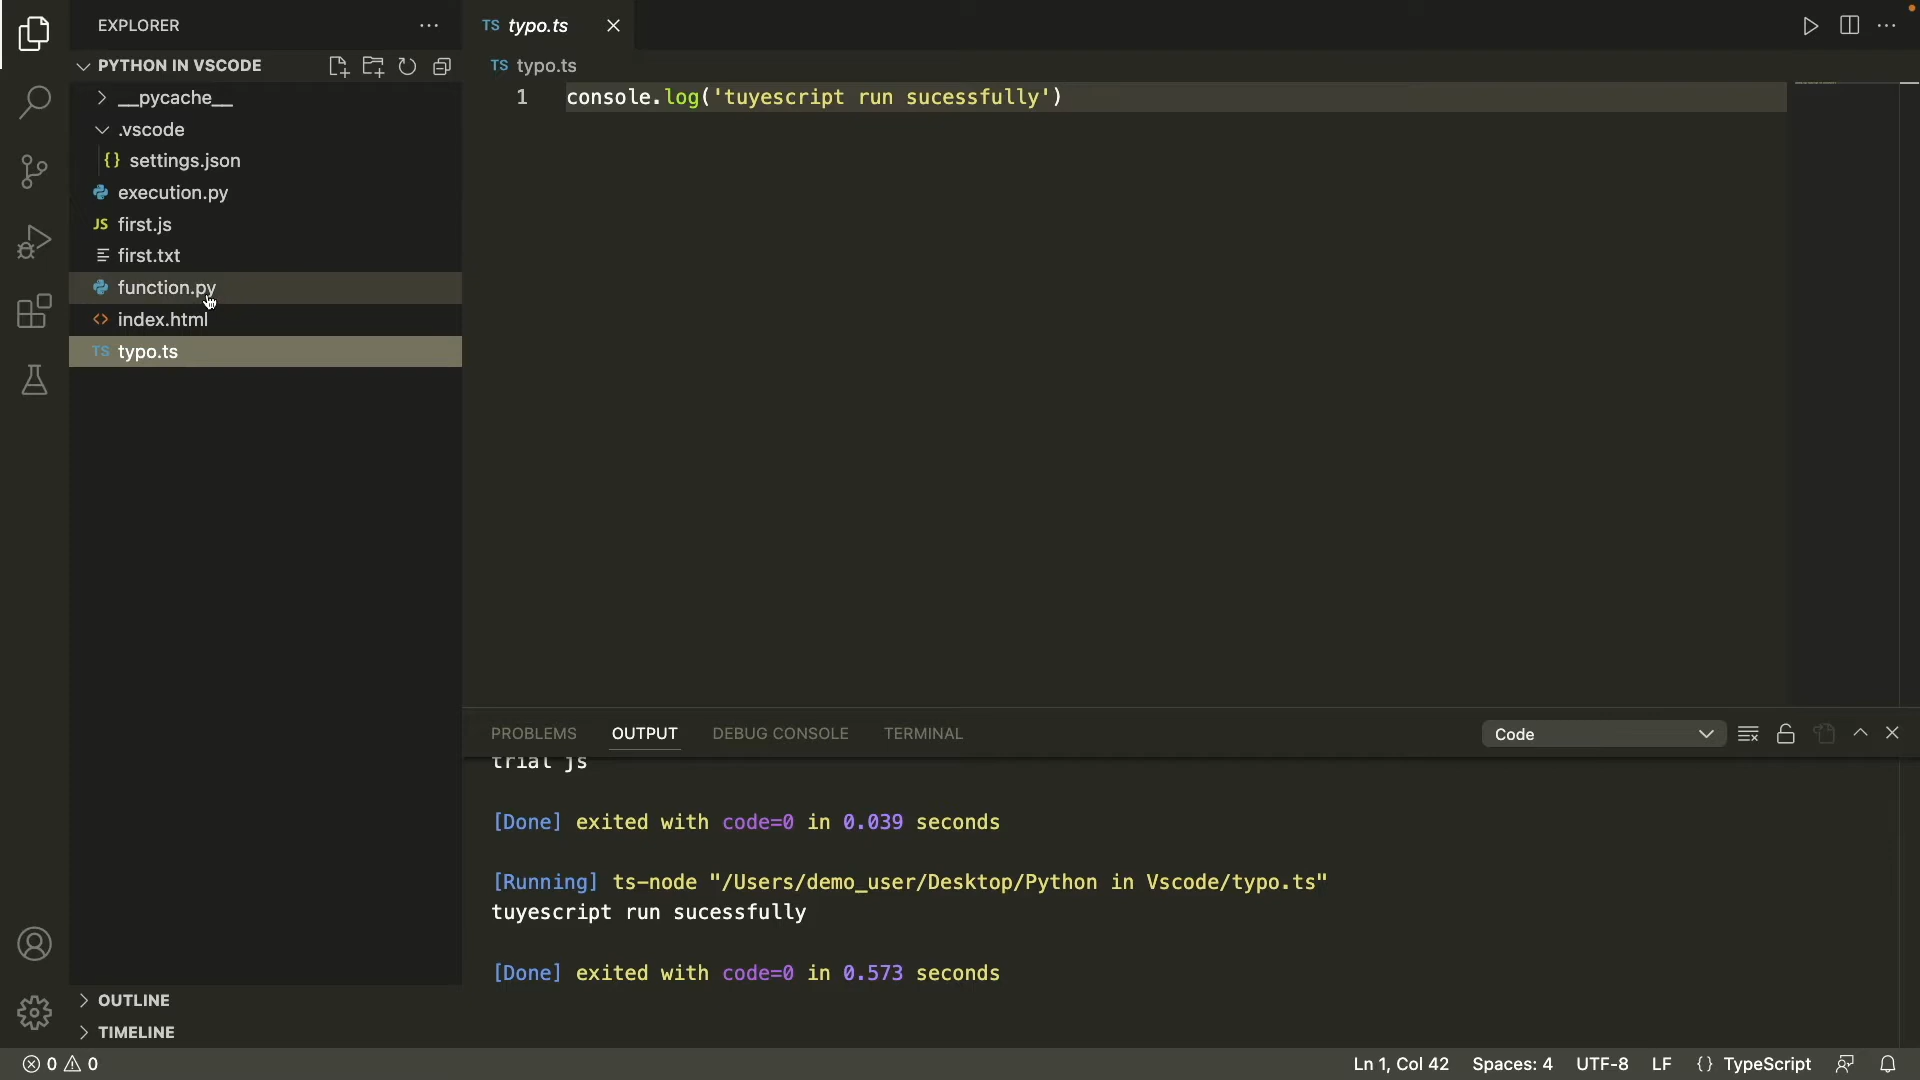 EXPLORER
PYTHON IN VSCODE
__pycache__
.vscode
{} settings.json
execution.py
JS first.js
first.txt
function.py
<> index.html
TS typo.ts
OUTLINE
TIMELINE
TS typo.ts
TS typo.ts
1 console.log('tuyescript run sucessfully')
PROBLEMS OUTPUT DEBUG CONSOLE TERMINAL Code
trial js
[Done] exited with code=0 in 0.039 seconds
[Running] ts-node "/Users/demo_user/Desktop/Python in Vscode/typo.ts"
tuyescript run sucessfully
[Done] exited with code=0 in 0.573 seconds
0 0 Ln 1, Col 42 Spaces: 4 UTF-8 LF {} TypeScript